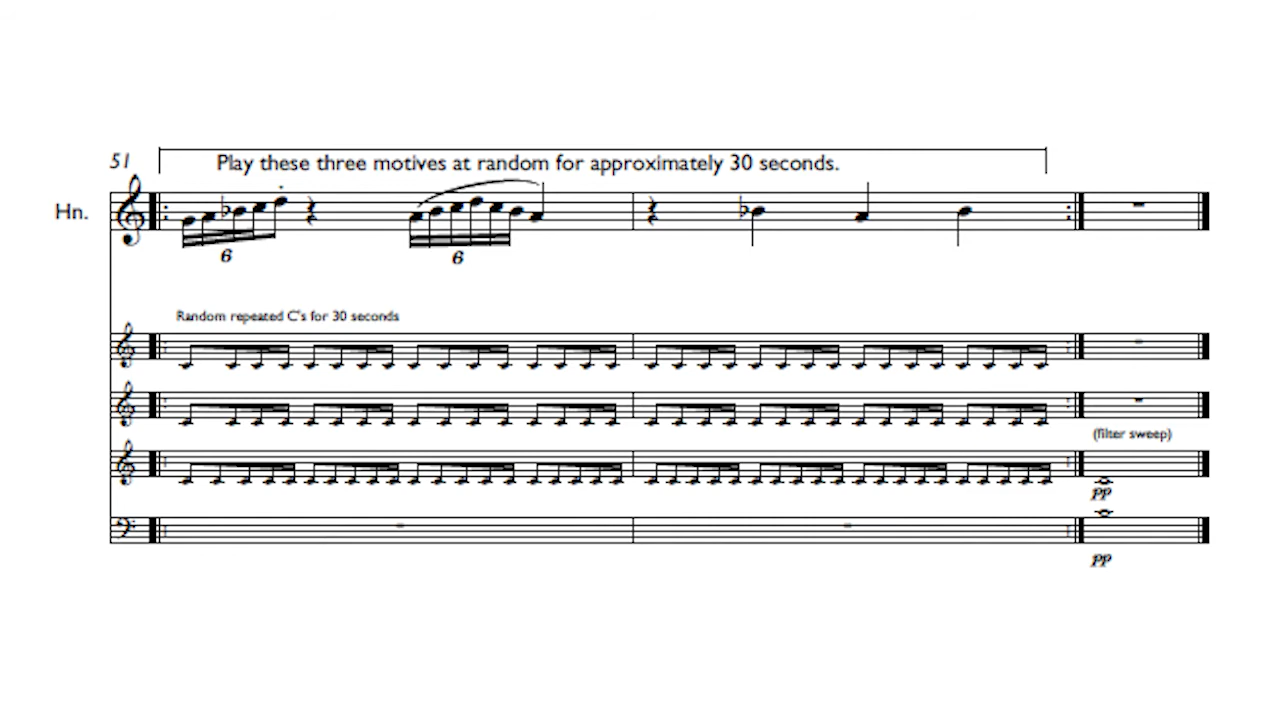 51
Play these three motives at random for approximately 30 seconds.
Hn.
6
6
Random repeated C's for 30 seconds
(filter sweep)
pp
pp